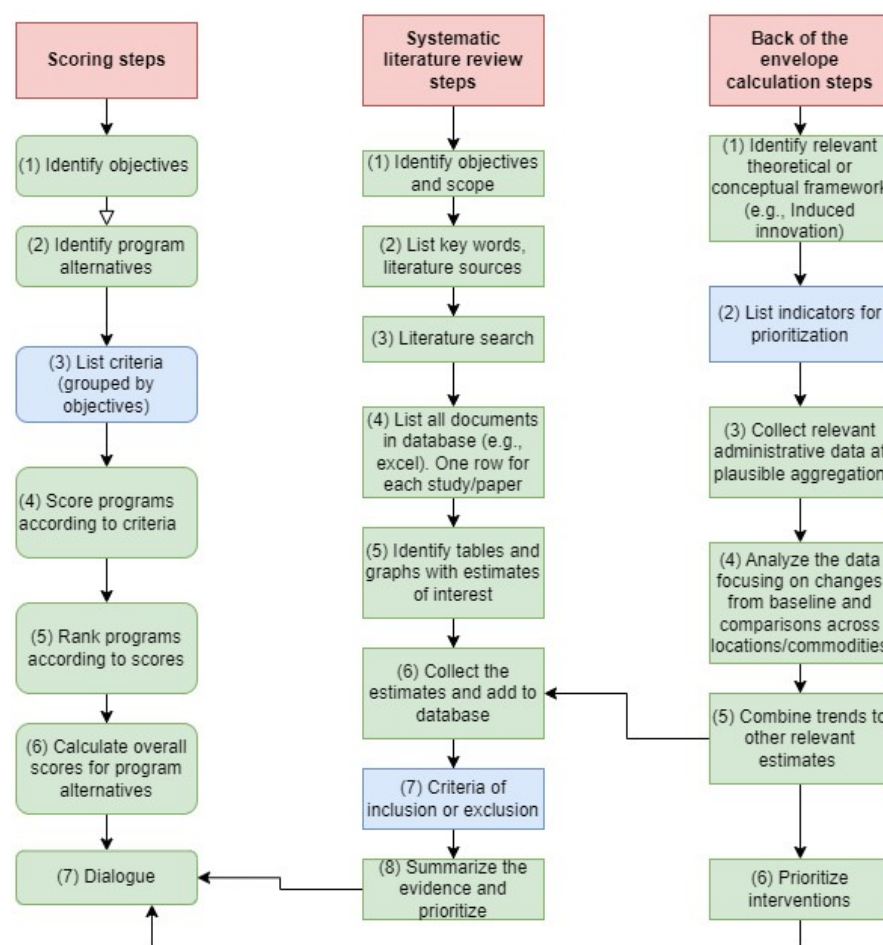 Scoring steps
(1) Identify objectives
(2) Identify program
alternatives
(3) List criteria
(grouped by
objectives)
(4) Score programs
according to criteria
(5) Rank programs
according to scores
(6) Calculate overall
scores for program
alternatives
(7) Dialogue
Systematic
literature review
steps
(1) Identify objectives
and scope
(2) List key words,
literature sources
(3) Literature search
(4) List all documents
in database (e.g.,
excel). One row for
each study/paper
(5) Identify tables and
graphs with estimates
of interest
(6) Collect the
estimates and add to
database
(7) Criteria of
inclusion or exclusion
(8) Summarize the
evidence and
prioritize
Back of the
envelope
calculation steps
(1) Identify relevant
theoretical or
conceptual framework
(e.g., Induced
innovation)
(2) List indicators for
prioritization
(3) Collect relevant
administrative data at
plausible aggregation
(4) Analyze the data
focusing on changes
from baseline and
comparisons across
locations/commodities
(5) Combine trends to
other relevant
estimates
(6) Prioritize
interventions